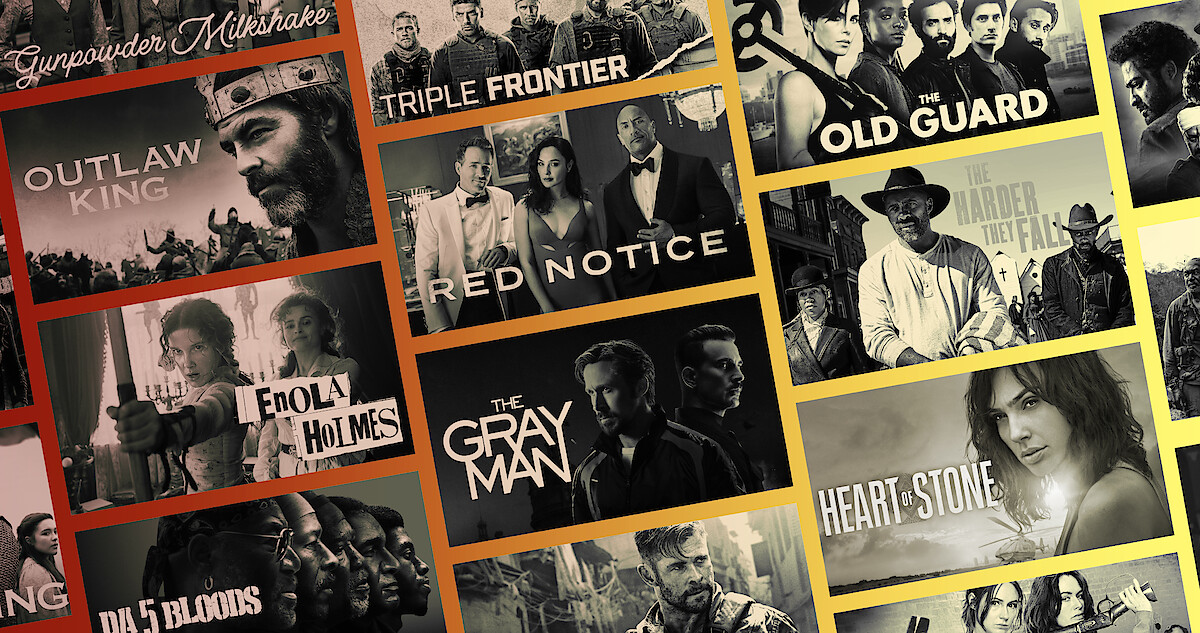 Gunpowder Milkshake
TRIPLE FRONTIER
THE
OLD GUARD
OUTLAW
KING
RED NOTICE
THE
HARDER
THEY FALL
ENOLA
HOLMES
THE
GRAY
MAN
HEART OF STONE
DA 5 BLOODS
NG